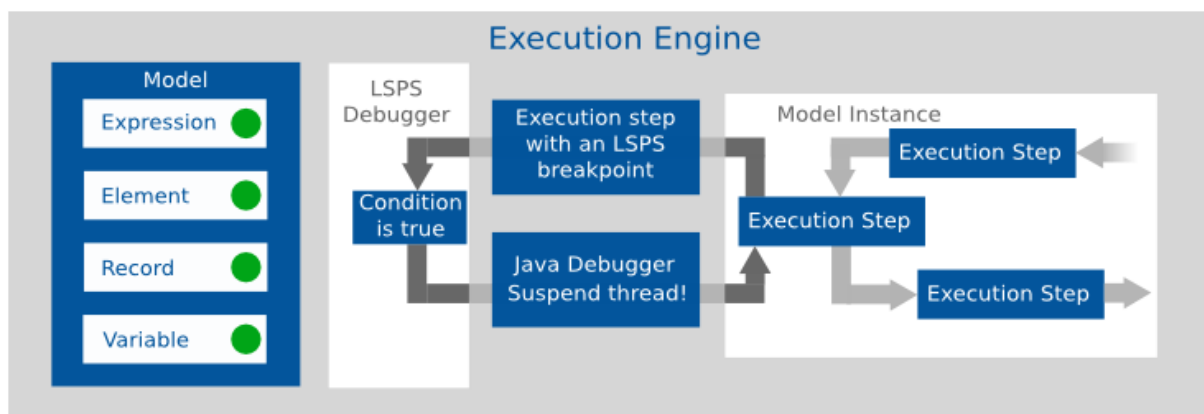 Execution Engine
Model
Expression
Element
Record
Variable
LSPS
Debugger
Condition
is true
Execution step
with an LSPS
breakpoint
Java Debugger
Suspend thread!
Model Instance
Execution Step
Execution Step
Execution Step